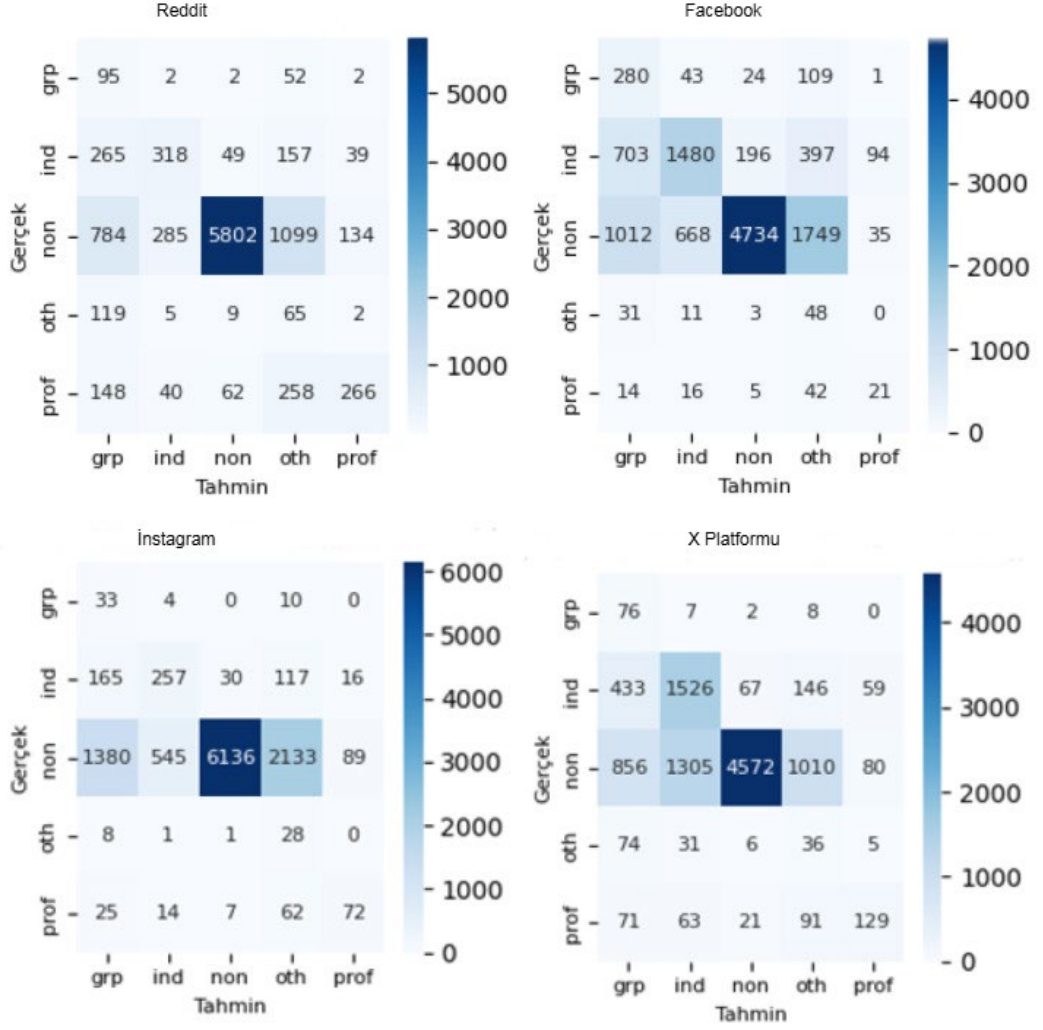 Reddit
grp 95 2 2 52 2
ind 265 318 49 157 39
non 784 285 5802 1099 134
oth 119 5 9 65 2
prof 148 40 62 258 266
grp ind non oth prof
Gerçek
Tahmin
5000
4000
3000
2000
1000
Facebook
grp 280 43 24 109 1
ind 703 1480 196 397 94
non 1012 668 4734 1749 35
oth 31 11 3 48 0
prof 14 16 5 42 21
grp ind non oth prof
Gerçek
Tahmin
4000
3000
2000
1000
0
İnstagram
grp 33 4 0 10 0
ind 165 257 30 117 16
non 1380 545 6136 2133 89
oth 8 1 1 28 0
prof 25 14 7 62 72
grp ind non oth prof
Gerçek
Tahmin
6000
5000
4000
3000
2000
1000
0
X Platformu
grp 76 7 2 8 0
ind 433 1526 67 146 59
non 856 1305 4572 1010 80
oth 74 31 6 36 5
prof 71 63 21 91 129
grp ind non oth prof
Gerçek
Tahmin
4000
3000
2000
1000
0